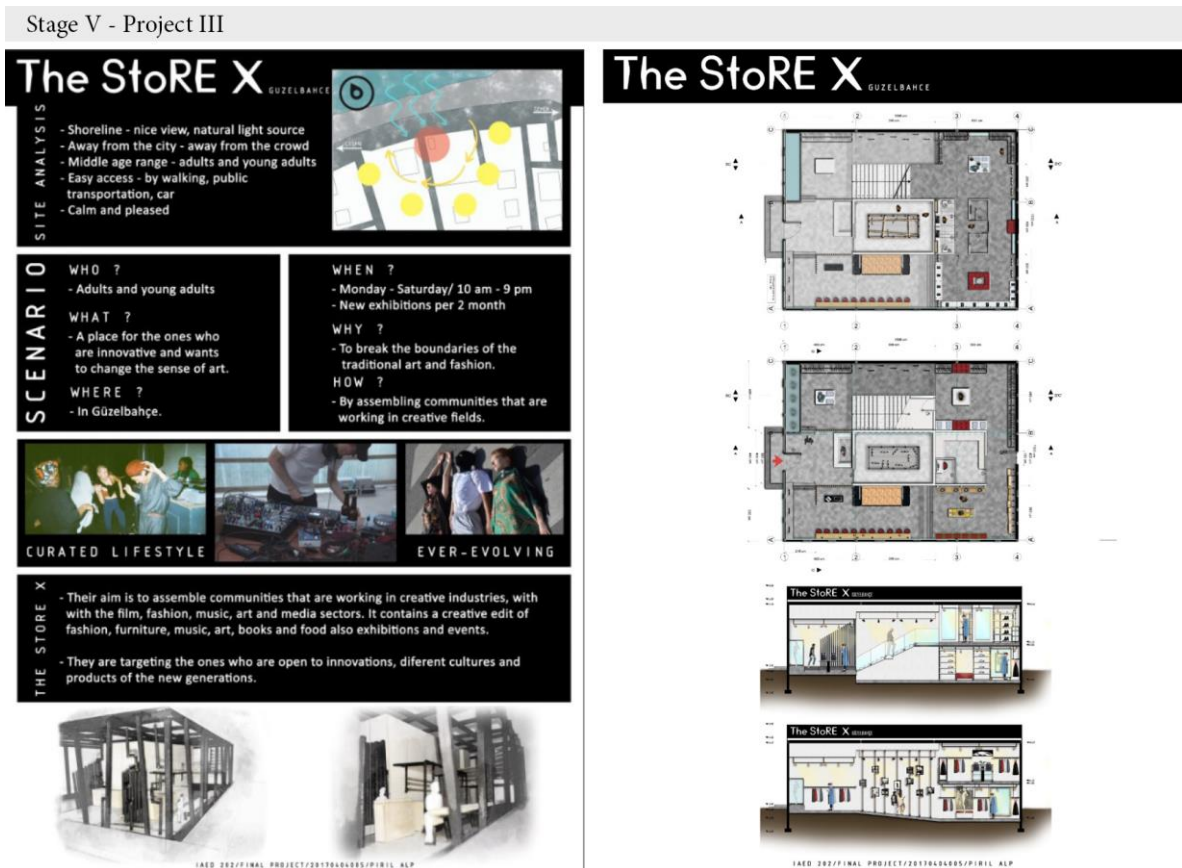 Stage V - Project III
The StoRE X GUZELBAHCE
SITE ANALYSIS
- Shoreline - nice view, natural light source
- Away from the city - away from the crowd
- Middle age range - adults and young adults
- Easy access - by walking, public
transportation, car
- Calm and pleased
SCENARIO
WHO ?
- Adults and young adults
WHAT ?
- A place for the ones who
are innovative and wants
to change the sense of art.
WHERE ?
- In Güzelbahçe.
WHEN ?
- Monday - Saturday/ 10 am - 9 pm
- New exhibitions per 2 month
WHY ?
- To break the boundaries of the
traditional art and fashion.
HOW ?
- By assembling communities that are
working in creative fields.
CURATED LIFESTYLE
EVER-EVOLVING
THE STORE X
- Their aim is to assemble communities that are working in creative industries, with
with the film, fashion, music, art and media sectors. It contains a creative edit of
fashion, furniture, music, art, books and food also exhibitions and events.
- They are targeting the ones who are open to innovations, diferent cultures and
products of the new generations.
IAED 202/FINAL PROJECT/20170404005/PIRIL ALP
The StoRE X GUZELBAHCE
The StoRE X
The StoRE X
IAED 202/FINAL PROJECT/20170404005/PIRIL ALP